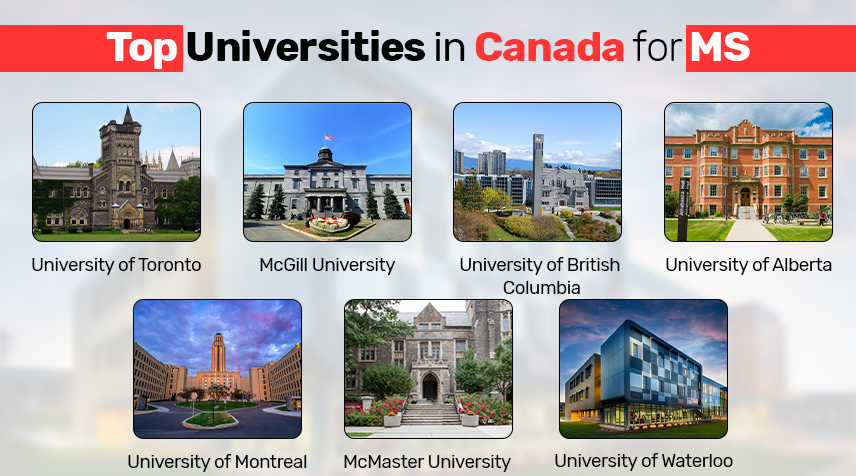 Top Universities in Canada for MS
University of Toronto
McGill University
University of British
Columbia
University of Alberta
University of Montreal
McMaster University
University of Waterloo